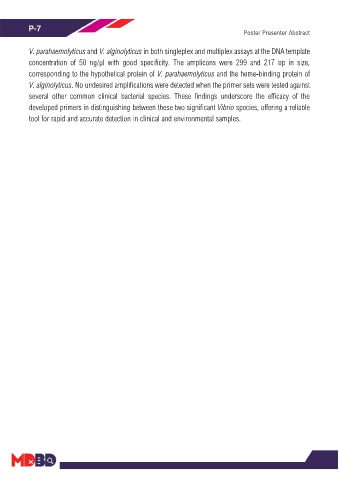 P-7
Poster Presenter Abstract
V. parahaemolyticus and V. alginolyticus in both singleplex and multiplex assays at the DNA template
concentration of 50 ng/µl with good specificity. The amplicons were 299 and 217 bp in size,
corresponding to the hypothetical protein of V. parahaemolyticus and the heme-binding protein of
V. alginolyticus. No undesired amplifications were detected when the primer sets were tested against
several other common clinical bacterial species. These findings underscore the efficacy of the
developed primers in distinguishing between these two significant Vibrio species, offering a reliable
tool for rapid and accurate detection in clinical and environmental samples.